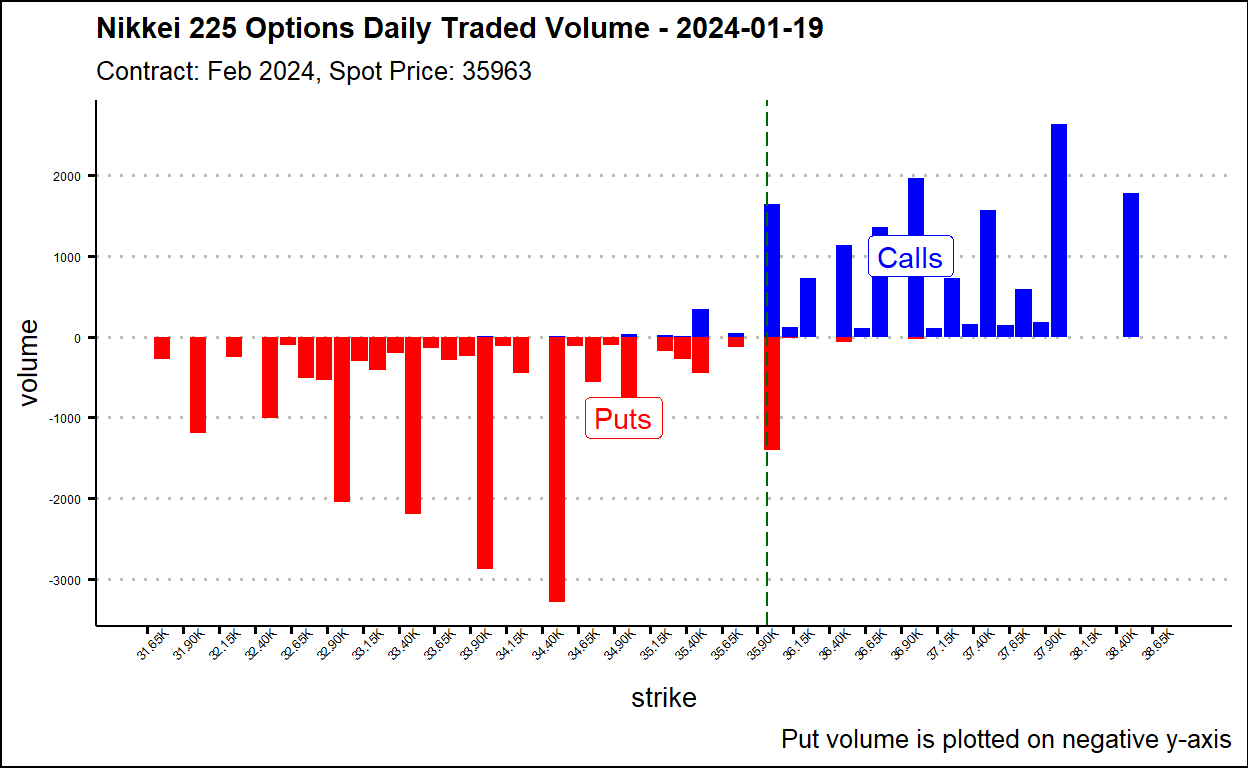 Nikkei 225 Options Daily Traded Volume - 2024-01-19
Contract: Feb 2024, Spot Price: 35963
volume
2000
1000
0
-1000
-2000
-3000
Calls
Puts
31.65K
31.90K
32.15K
32.40K
32.65K
32.90K
33.15K
33.40K
33.65K
33.90K
34.15K
34.40K
34.65K
34.90K
35.15K
35.40K
35.65K
35.90K
36.15K
36.40K
36.65K
36.90K
37.15K
37.40K
37.65K
37.90K
38.15K
38.40K
38.65K
strike
Put volume is plotted on negative y-axis